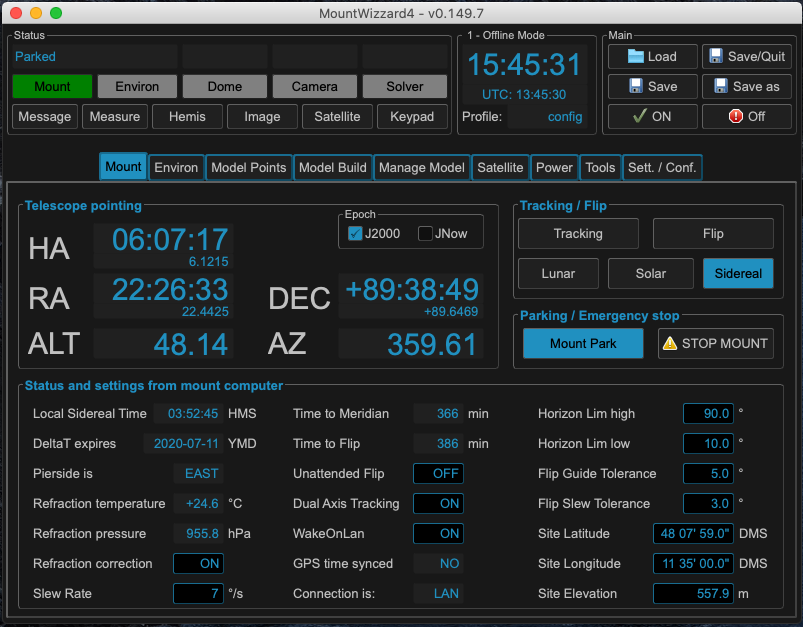 MountWizzard4 - v0.149.7
Status
Parked
Mount Environ Dome Camera Solver
Message Measure Hemis Image Satellite Keypad
1 - Offline Mode
15:45:31
UTC: 13:45:30
Profile: config
Main
Load Save/Quit
Save Save as
ON Off
Mount Environ Model Points Model Build Manage Model Satellite Power Tools Sett. / Conf.
Telescope pointing
HA 06:07:17
6.1215
Epoch
J2000 JNow
RA 22:26:33
22.4425
DEC +89:38:49
+89.6469
ALT 48.14 AZ 359.61
Tracking / Flip
Tracking Flip
Lunar Solar Sidereal
Parking / Emergency stop
Mount Park STOP MOUNT
Status and settings from mount computer
Local Sidereal Time 03:52:45 HMS Time to Meridian 366 min Horizon Lim high 90.0 °
DeltaT expires 2020-07-11 YMD Time to Flip 386 min Horizon Lim low 10.0 °
Pierside is EAST Unattended Flip OFF Flip Guide Tolerance 5.0 °
Refraction temperature +24.6 °C Dual Axis Tracking ON Flip Slew Tolerance 3.0 °
Refraction pressure 955.8 hPa WakeOnLan ON Site Latitude 48 07' 59.0" DMS
Refraction correction ON GPS time synced NO Site Longitude 11 35' 00.0" DMS
Slew Rate 7 °/s Connection is: LAN Site Elevation 557.9 m